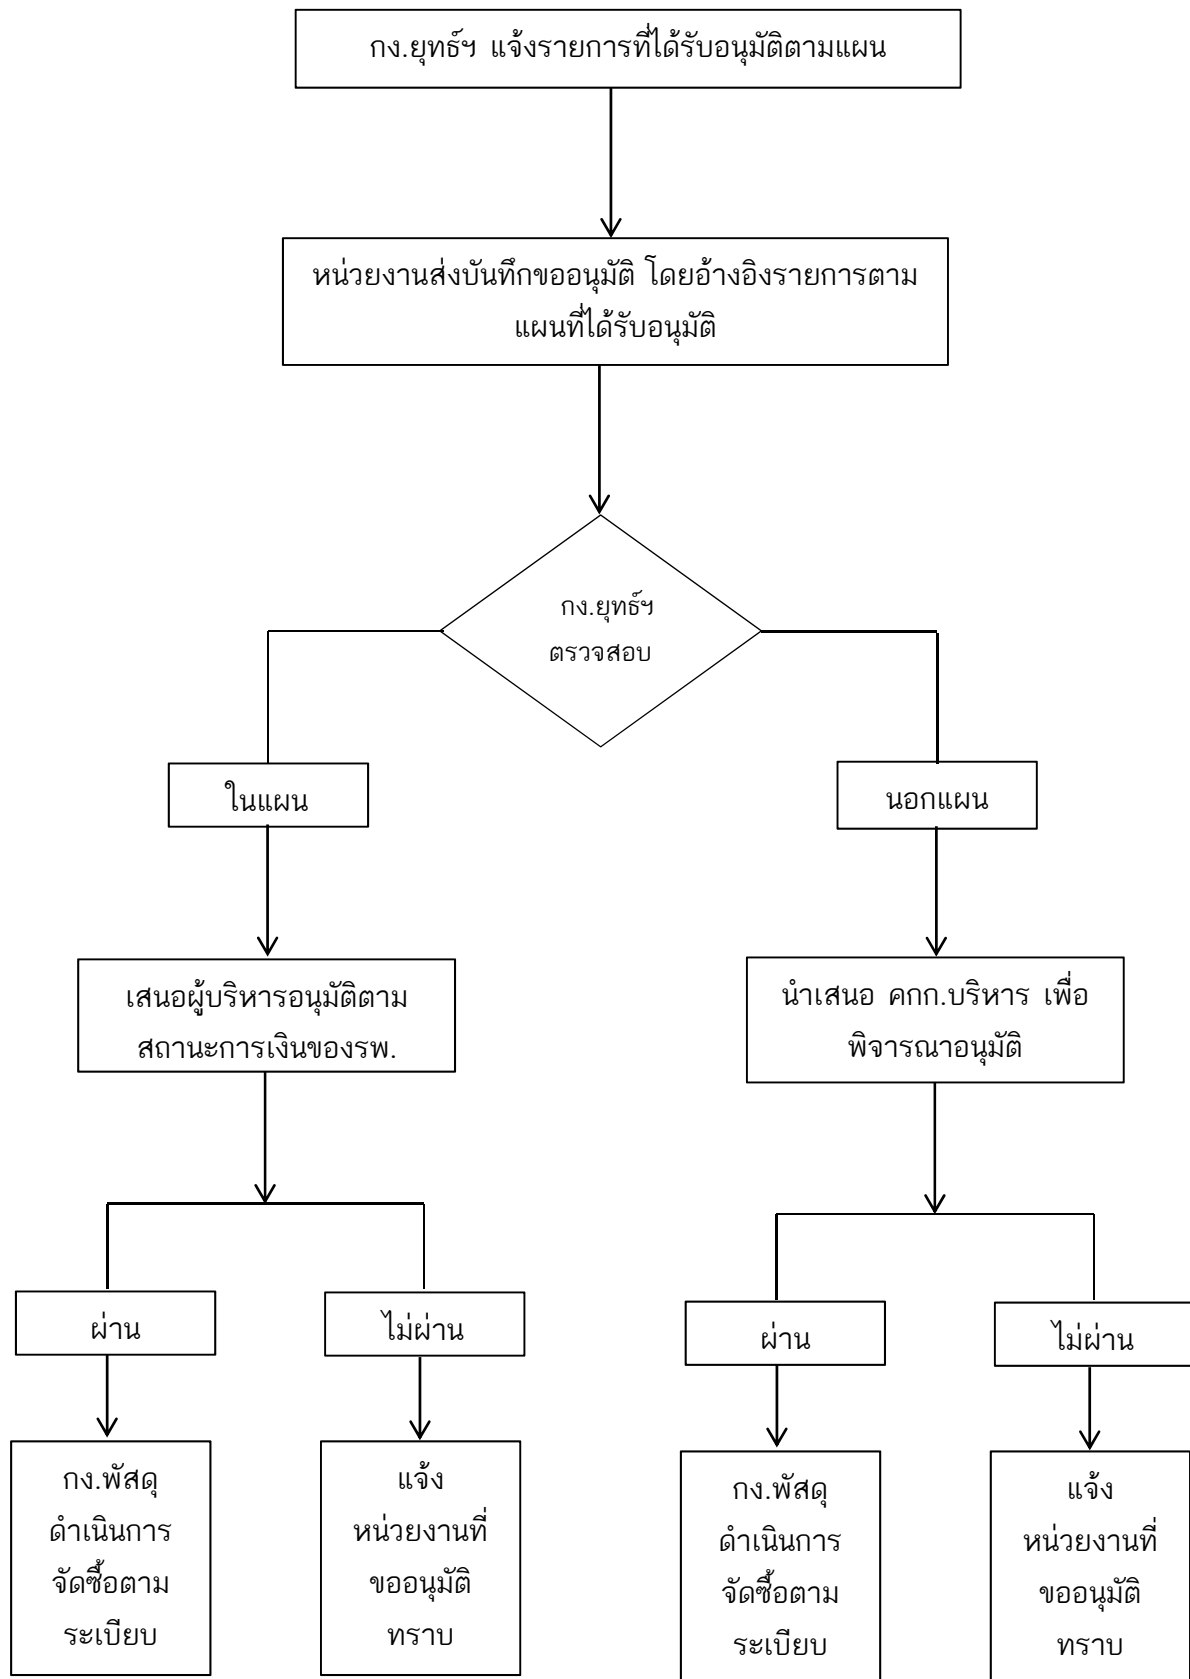 กง.ยุทธ์ฯ แจ้งรายการที่ได้รับอนุมัติตามแผน
หน่วยงานส่งบันทึกขออนุมัติ โดยอ้างอิงรายการตาม
แผนที่ได้รับอนุมัติ
กง.ยุทธ์ฯ
ตรวจสอบ
ในแผน
นอกแผน
เสนอผู้บริหารอนุมัติตาม
สถานะการเงินของรพ.
นำเสนอ คกก.บริหาร เพื่อ
พิจารณาอนุมัติ
ผ่าน
ไม่ผ่าน
ผ่าน
ไม่ผ่าน
กง.พัสดุ
ดำเนินการ
จัดซื้อตาม
ระเบียบ
แจ้ง
หน่วยงานที่
ขออนุมัติ
ทราบ
กง.พัสดุ
ดำเนินการ
จัดซื้อตาม
ระเบียบ
แจ้ง
หน่วยงานที่
ขออนุมัติ
ทราบ